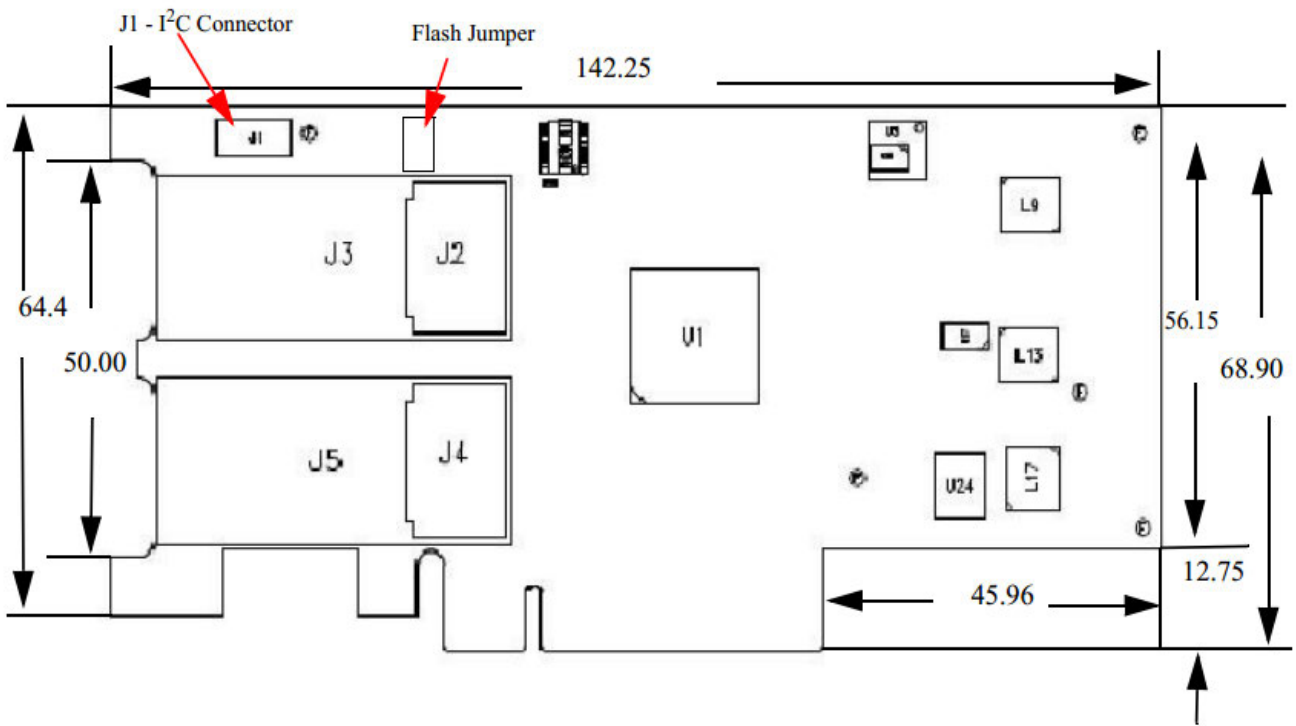 J1 - I²C Connector
Flash Jumper
142.25
J1
U5
L9
J3
J2
64.4
50.00
U1
L13
56.15
68.90
J5
J4
U24
L17
45.96
12.75